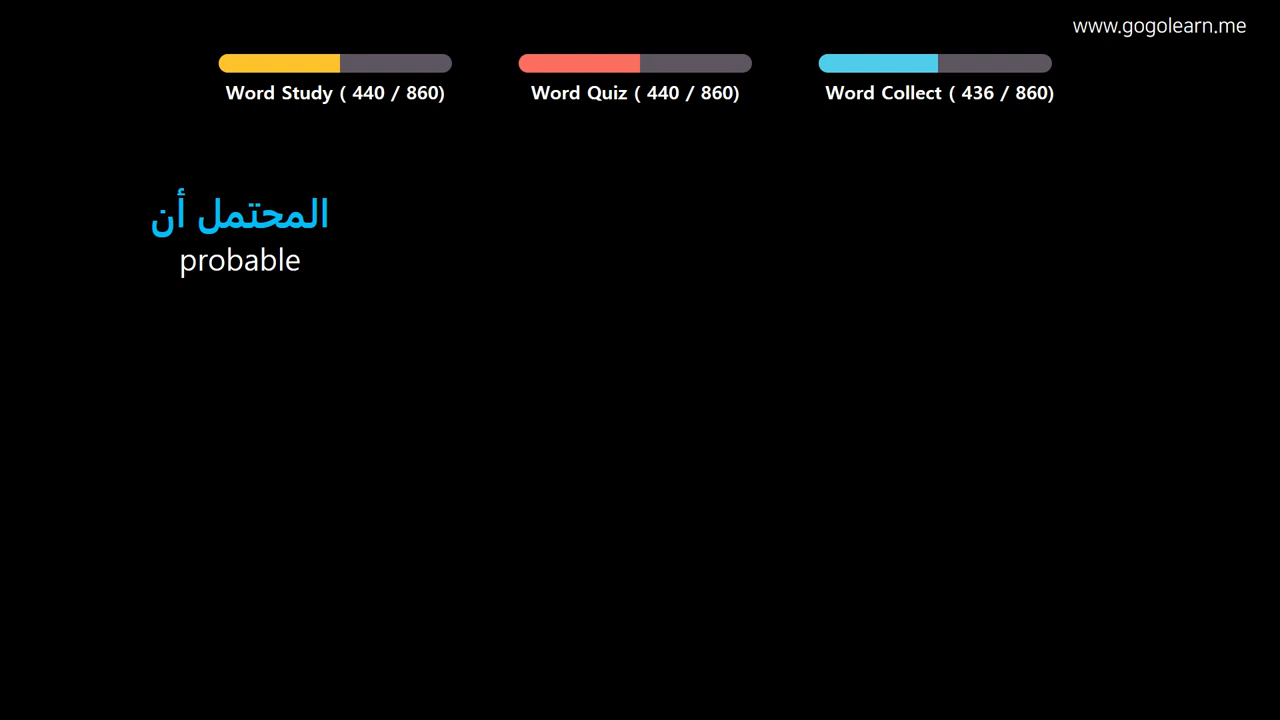 www.gogolearn.me
Word Study ( 440 / 860)
Word Quiz ( 440 / 860)
Word Collect ( 436 / 860)
المحتمل أن
probable